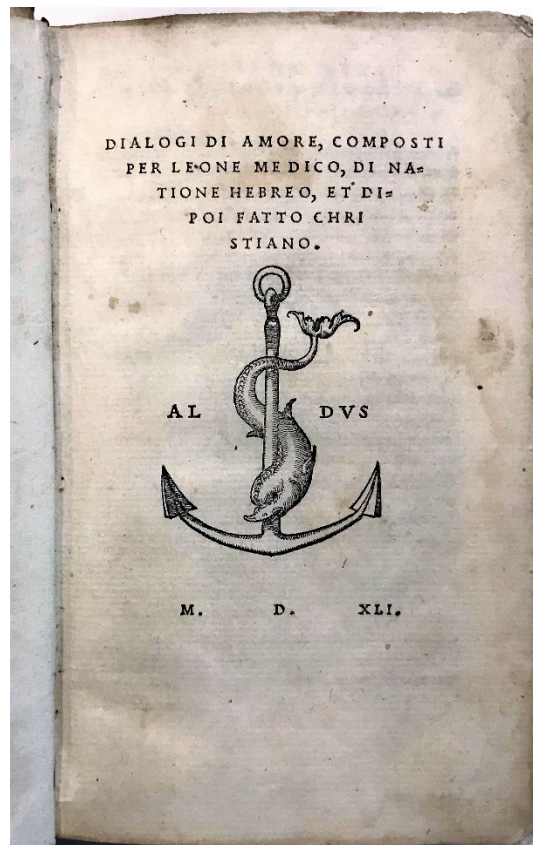 DIALOGI DI AMORE, COMPOSTI
PER LEONE MEDICO, DI NA=
TIONE HEBREO, ET DI=
POI FATTO CHRI
STIANO.
AL DVS
M. D. XLI.